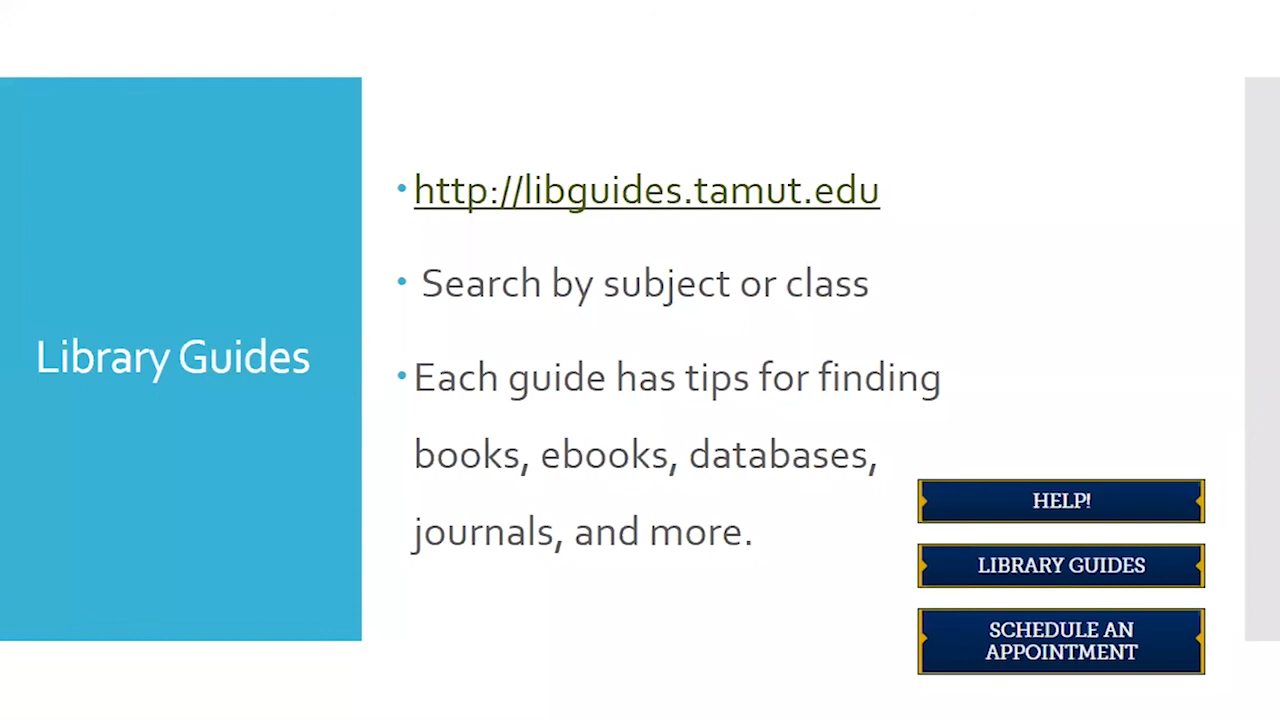 Library Guides
• http://libguides.tamut.edu
• Search by subject or class
• Each guide has tips for finding
books, ebooks, databases,
journals, and more.
HELP!
LIBRARY GUIDES
SCHEDULE AN
APPOINTMENT